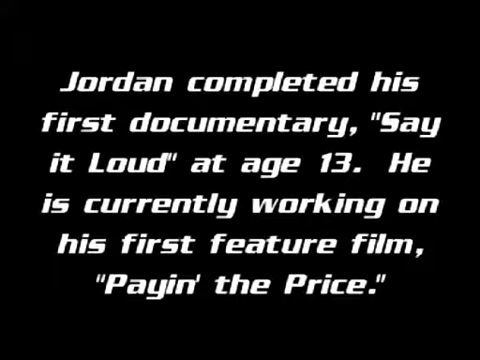 Jordan completed his
first documentary, "Say
it Loud" at age 13.  He
is currently working on
his first feature film,
"Payin' the Price."